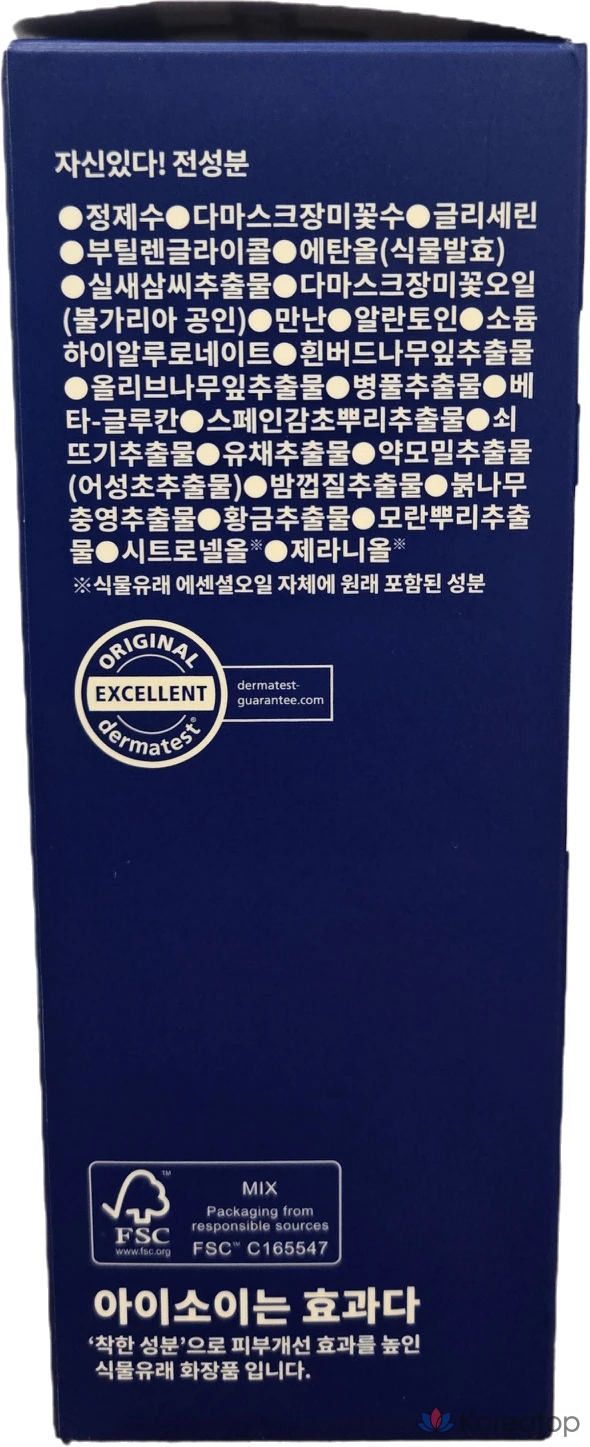 자신있다! 전성분
●정제수●다마스크장미꽃수●글리세린
●부틸렌글라이콜●에탄올(식물발효)
●실새삼씨추출물●다마스크장미꽃오일
(불가리아 공인)●만난●알란토인●소듐
하이알루로네이트●흰버드나무잎추출물
●올리브나무잎추출물●병풀추출물●베
타-글루칸●스페인감초뿌리추출물●쇠
뜨기추출물●유채추출물●약모밀추출물
(어성초추출물)●밤껍질추출물●붉나무
충영추출물●황금추출물●모란뿌리추출
물●시트로넬올※●제라니올※
※식물유래 에센셜오일 자체에 원래 포함된 성분
ORIGINAL
EXCELLENT
dermatest®
dermatest-
guarantee.com
FSC™
www.fsc.org
MIX
Packaging from
responsible sources
FSC™ C165547
아이소이는 효과다
‘착한 성분’으로 피부개선 효과를 높인
식물유래 화장품 입니다.
Koreatop